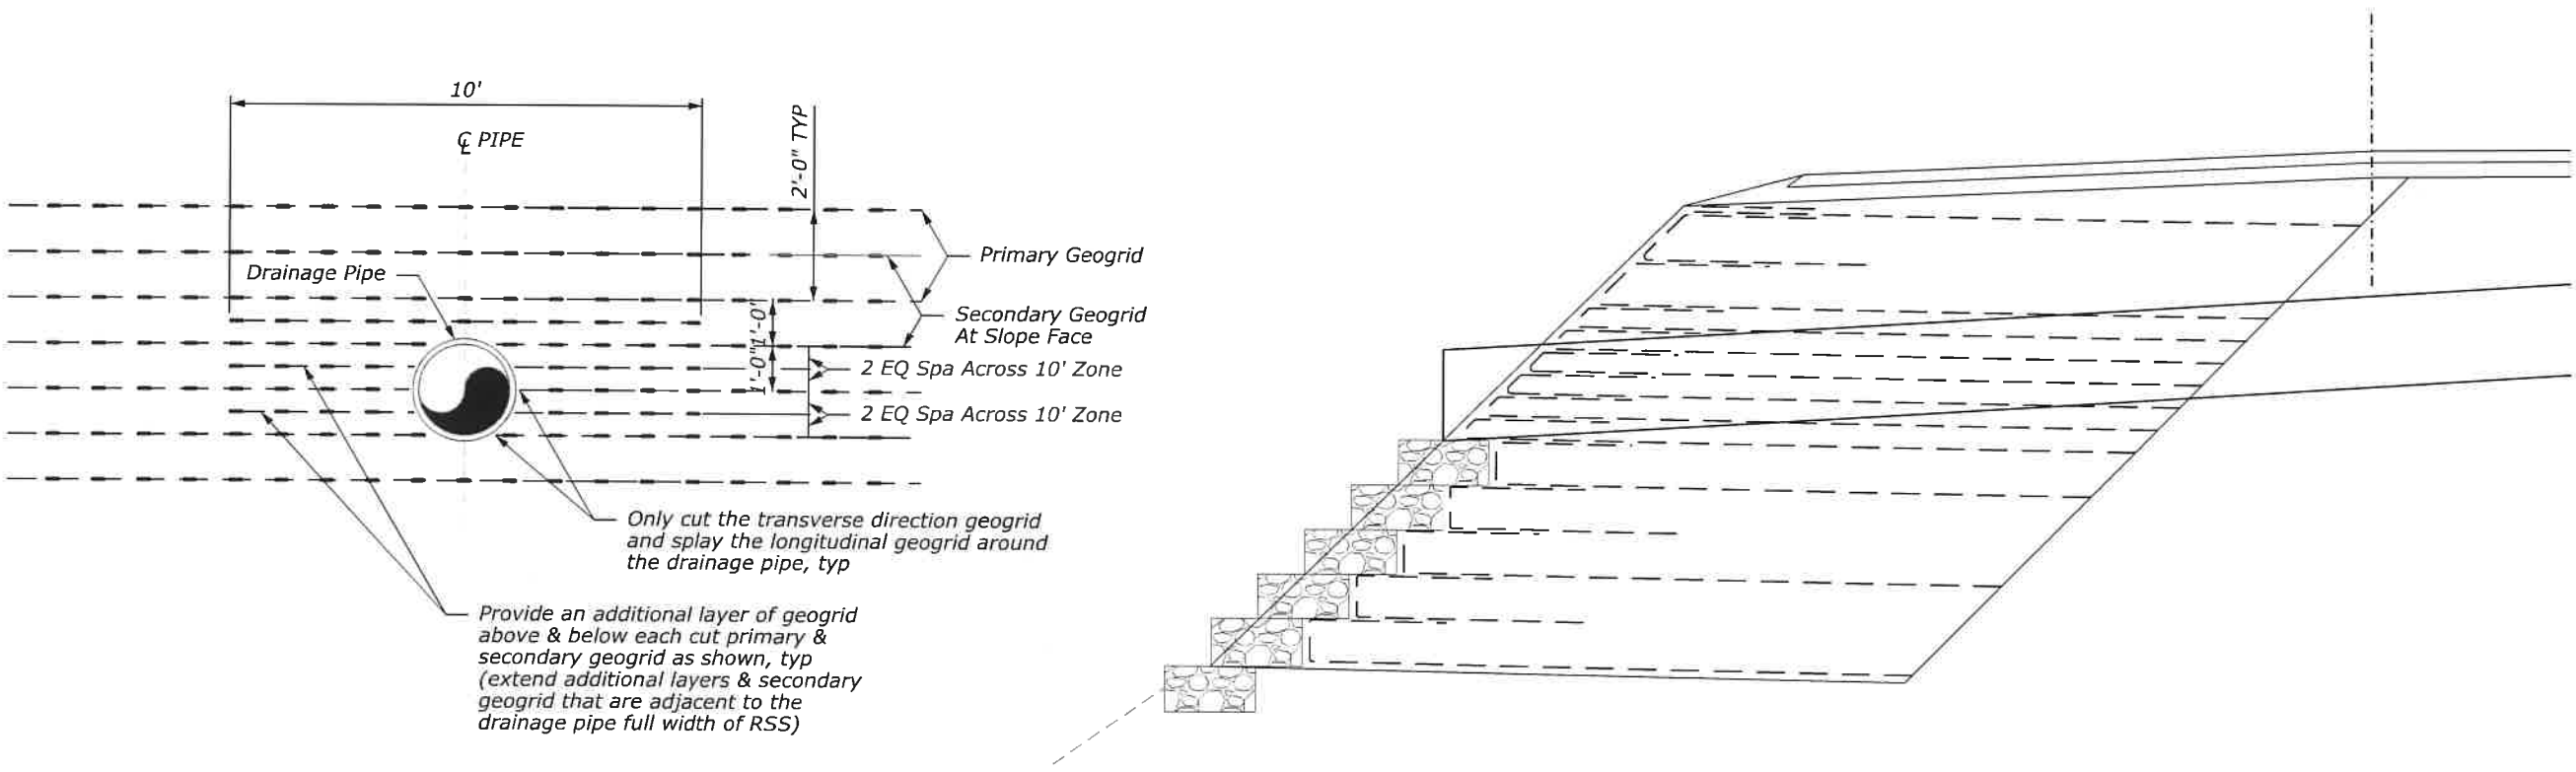 10'
℄ PIPE
2'-0" TYP
Drainage Pipe
Primary Geogrid
1'-0"
1'-0"
Secondary Geogrid
At Slope Face
2 EQ Spa Across 10' Zone
2 EQ Spa Across 10' Zone
Only cut the transverse direction geogrid
and splay the longitudinal geogrid around
the drainage pipe, typ
Provide an additional layer of geogrid
above & below each cut primary &
secondary geogrid as shown, typ
(extend additional layers & secondary
geogrid that are adjacent to the
drainage pipe full width of RSS)